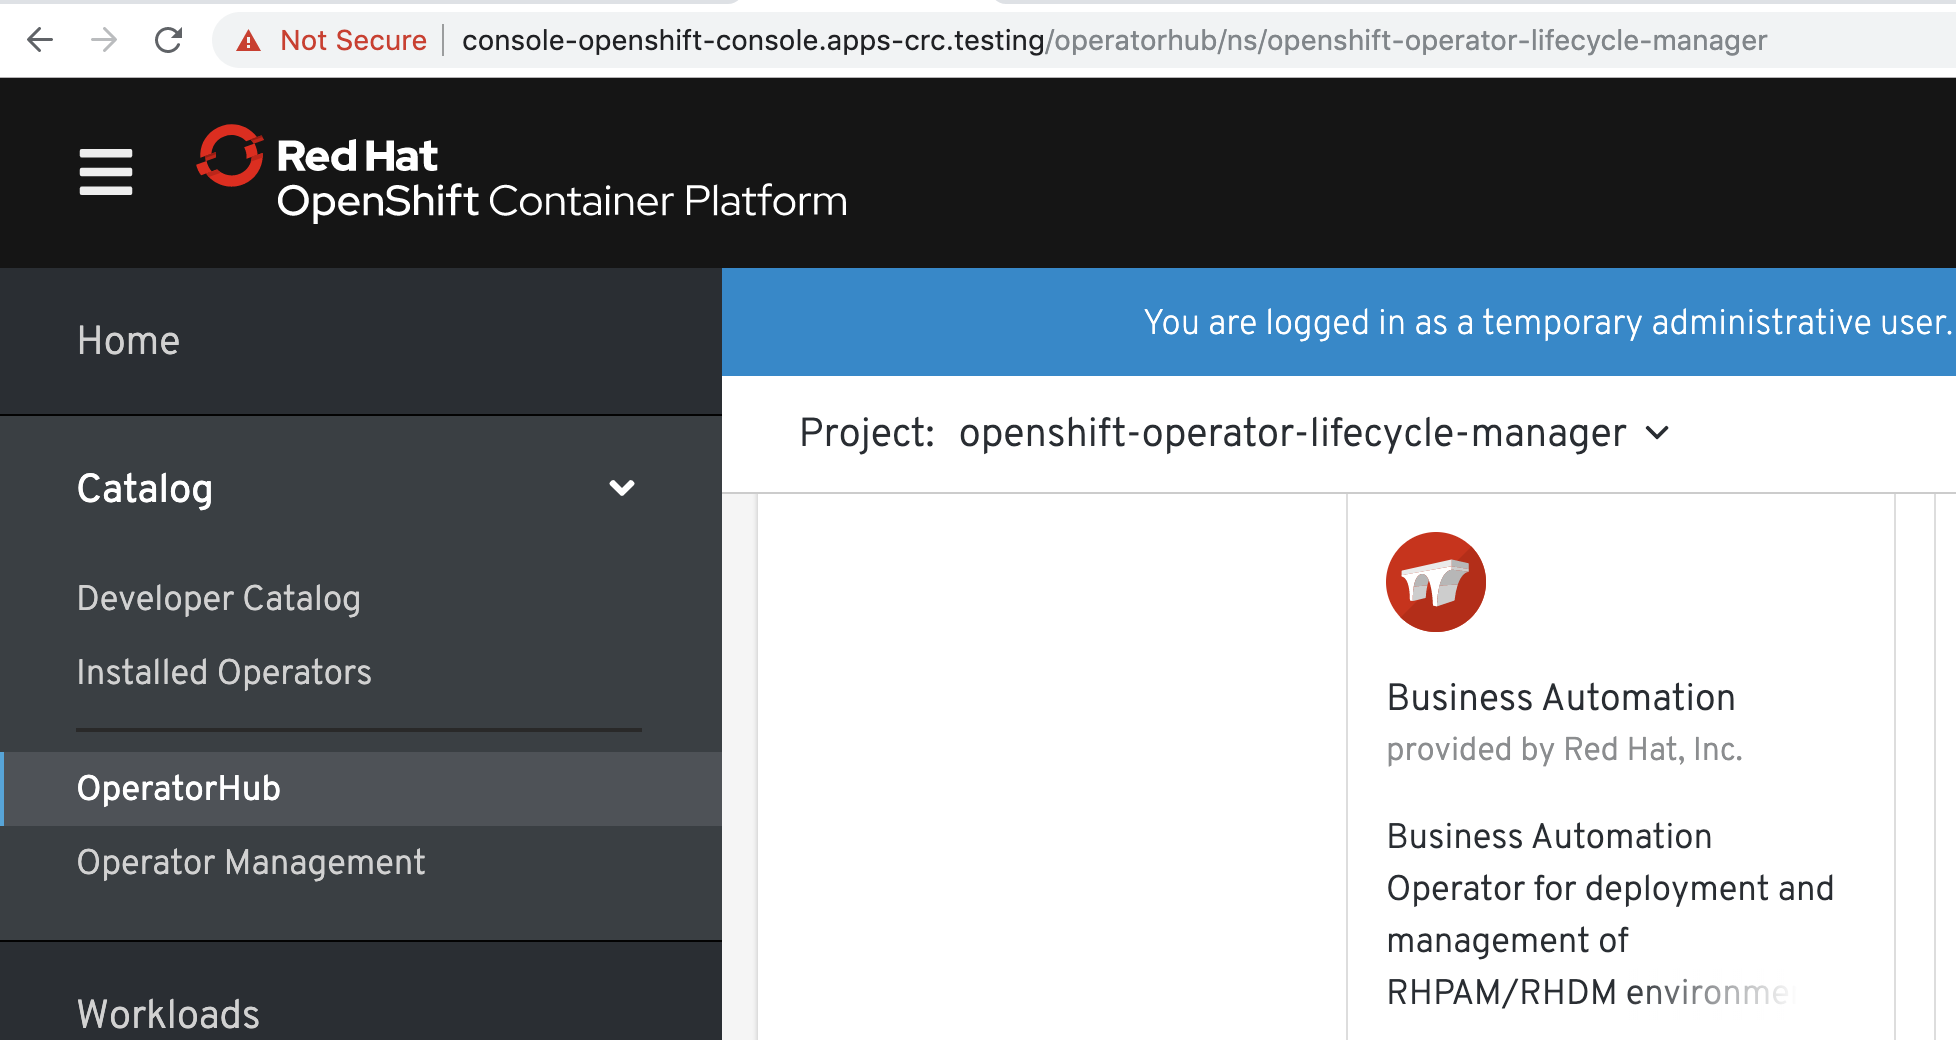 Not Secure console-openshift-console.apps-crc.testing/operatorhub/ns/openshift-operator-lifecycle-manager
Red Hat
OpenShift Container Platform
You are logged in as a temporary administrative user.
Home
Catalog
Developer Catalog
Installed Operators
OperatorHub
Operator Management
Workloads
Project: openshift-operator-lifecycle-manager
Business Automation
provided by Red Hat, Inc.
Business Automation
Operator for deployment and
management of
RHPAM/RHDM environme